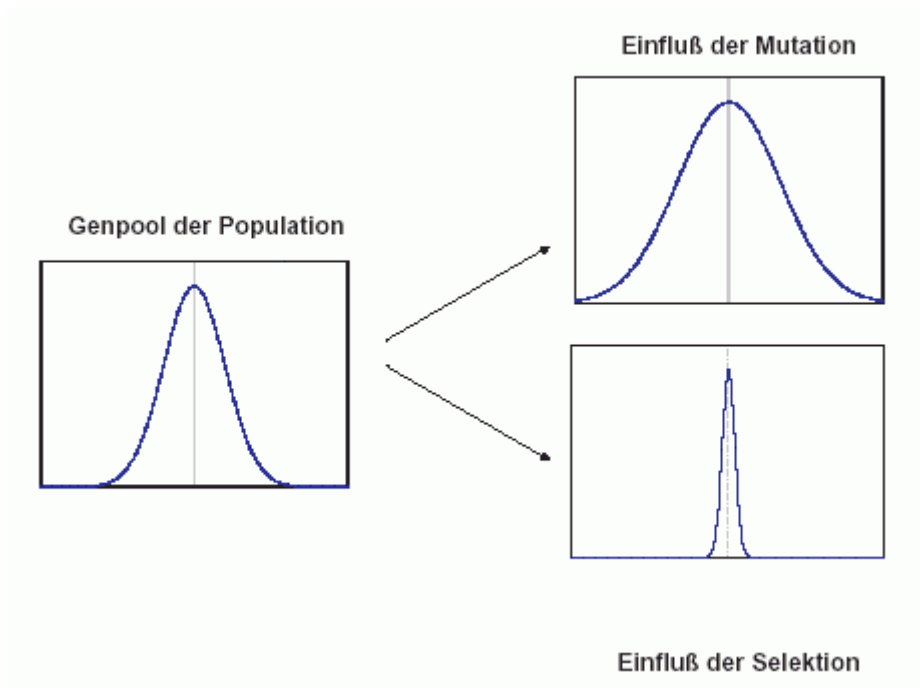 Einfluß der Mutation
Genpool der Population
Einfluß der Selektion